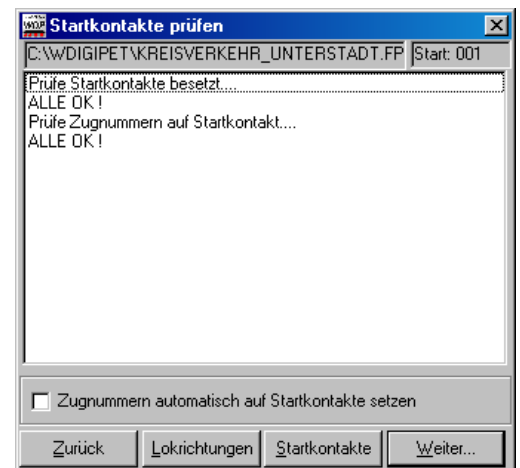 WDP Startkontakte prüfen
C:\WDIGIPET\KREISVERKEHR_UNTERSTADT.FP Start: 001
Prüfe Startkontakte besetzt....
ALLE OK !
Prüfe Zugnummern auf Startkontakt....
ALLE OK !
Zugnummern automatisch auf Startkontakte setzen
Zurück Lokrichtungen Startkontakte Weiter...